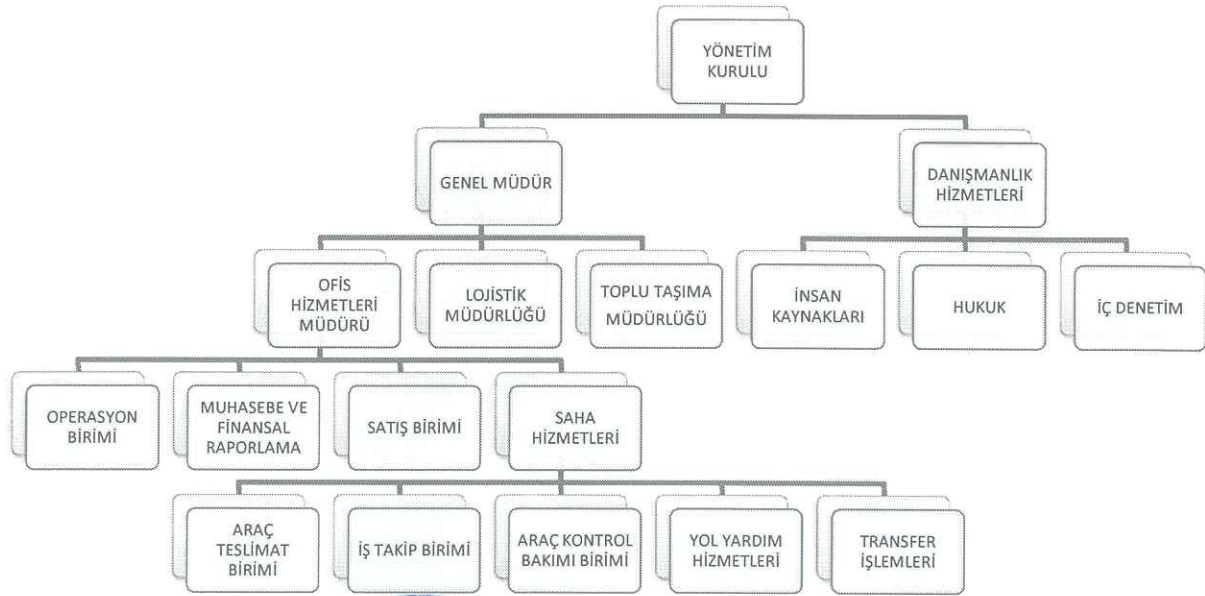 YÖNETİM
KURULU
GENEL MÜDÜR
DANIŞMANLIK
HİZMETLERİ
OFİS
HİZMETLERİ
MÜDÜRÜ
LOJİSTİK
MÜDÜRLÜĞÜ
TOPLU TAŞIMA
MÜDÜRLÜĞÜ
İNSAN
KAYNAKLARI
HUKUK
İÇ DENETİM
OPERASYON
BİRİMİ
MUHASEBE VE
FİNANSAL
RAPORLAMA
SATIŞ BİRİMİ
SAHA
HİZMETLERİ
ARAÇ
TESLİMAT
BİRİMİ
İŞ TAKİP BİRİMİ
ARAÇ KONTROL
BAKIMI BİRİMİ
YOL YARDIM
HİZMETLERİ
TRANSFER
İŞLEMLERİ